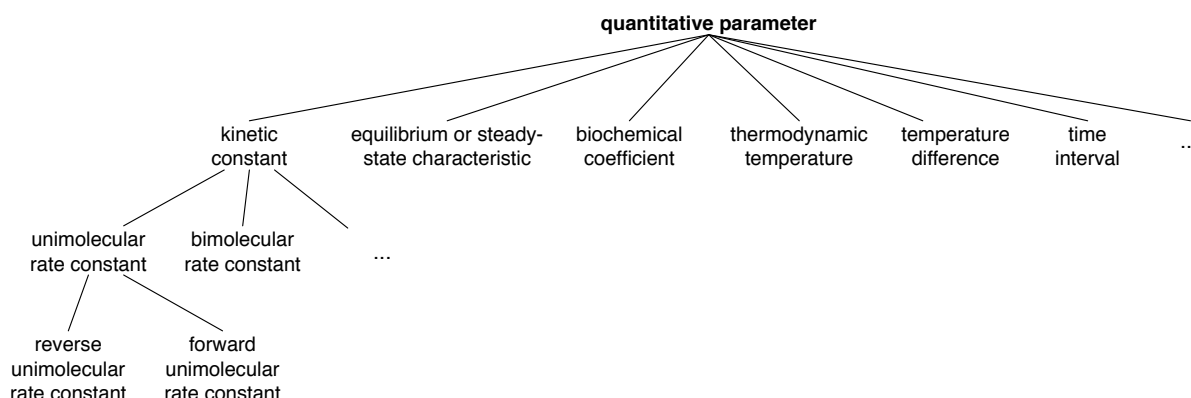 quantitative parameter
kinetic
constant
equilibrium or steady-
state characteristic
biochemical
coefficient
thermodynamic
temperature
temperature
difference
time
interval
..
unimolecular
rate constant
bimolecular
rate constant
...
reverse
unimolecular
rate constant
forward
unimolecular
rate constant